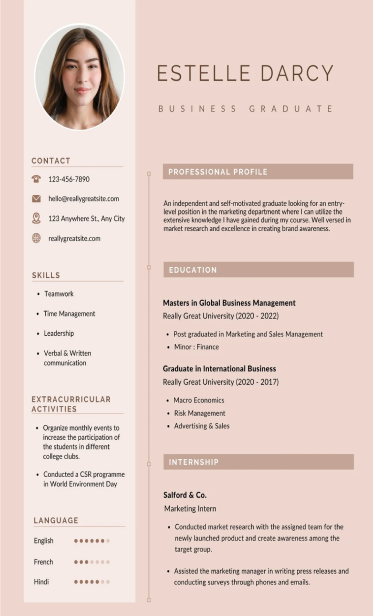 ESTELLE DARCY
BUSINESS GRADUATE
CONTACT
123-456-7890
hello@reallygreatsite.com
123 Anywhere St., Any City
reallygreatsite.com
SKILLS
• Teamwork
• Time Management
• Leadership
• Verbal & Written
communication
EXTRACURRICULAR
ACTIVITIES
• Organize monthly events to
increase the participation of
the students in different
college clubs.
• Conducted a CSR programme
in World Environment Day
LANGUAGE
English
French
Hindi
PROFESSIONAL PROFILE
An independent and self-motivated graduate looking for an entry-
level position in the marketing department where I can utilize the
extensive knowledge I have gained during my course. Well versed in
market research and excellence in creating brand awareness.
EDUCATION
Masters in Global Business Management
Really Great University (2020 - 2022)
• Post graduated in Marketing and Sales Management
• Minor : Finance
Graduate in International Business
Really Great University (2020 - 2017)
• Macro Economics
• Risk Management
• Advertising & Sales
INTERNSHIP
Salford & Co.
Marketing Intern
• Conducted market research with the assigned team for the
newly launched product and create awareness among the
target group.
• Assisted the marketing manager in writing press releases and
conducting surveys through phones and emails.